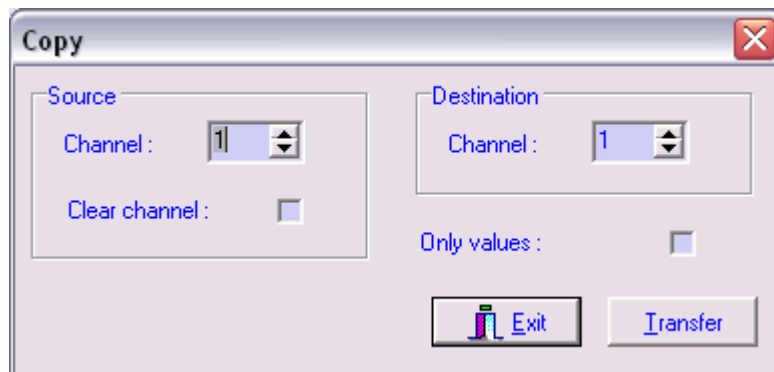 Copy
Source
Channel : 1
Clear channel :
Destination
Channel : 1
Only values :
Exit
Transfer